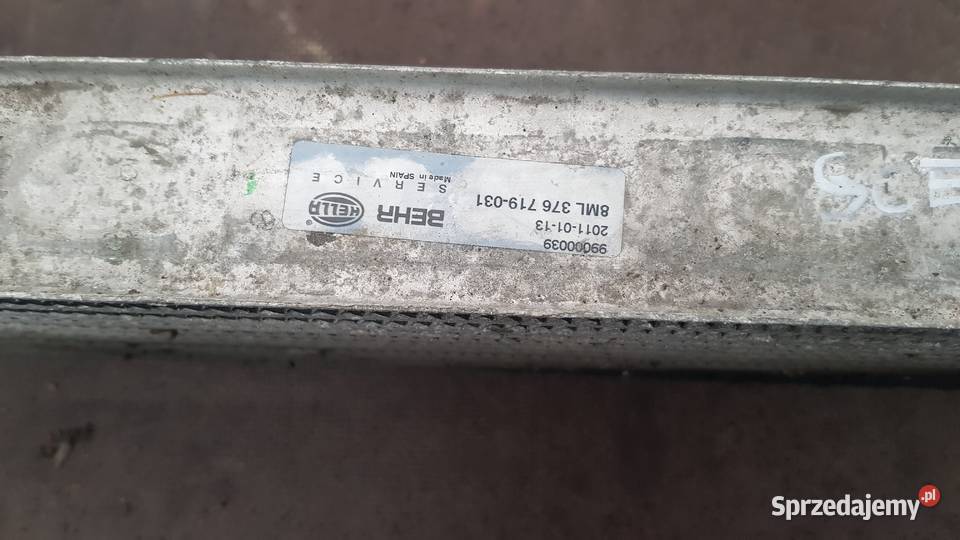 99000039
2011-01-13
8ML 376 719-031
BEHR
HELLA
SERVICE
Made in SPAIN
Sprzedajemy.pl